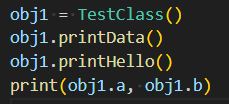 obj1 = TestClass()
obj1.printData()
obj1.printHello()
print(obj1.a, obj1.b)